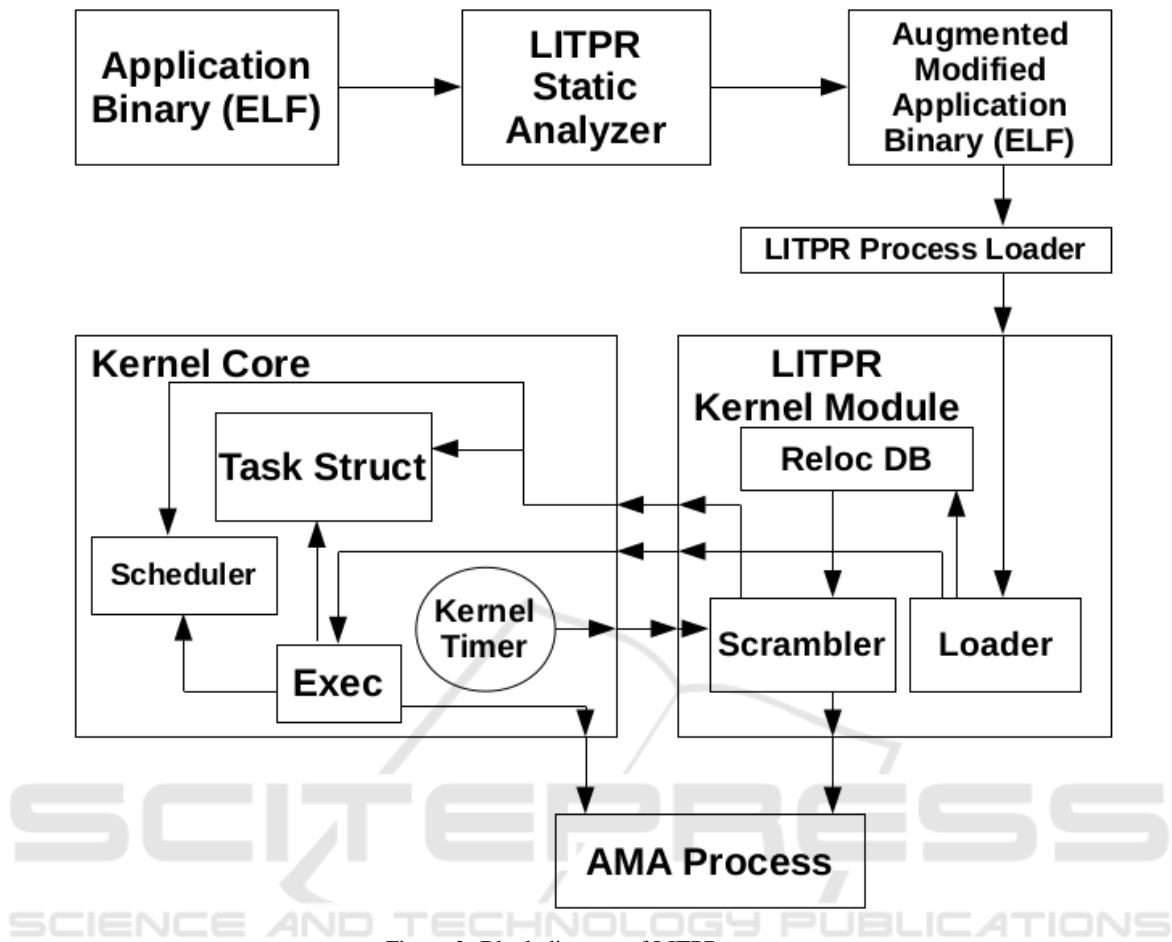 Application
Binary (ELF)
LITPR
Static
Analyzer
Augmented
Modified
Application
Binary (ELF)
LITPR Process Loader
Kernel Core
LITPR
Kernel Module
Task Struct
Reloc DB
Scheduler
Kernel
Timer
Scrambler
Loader
Exec
AMA Process
SCITEPRESS
SCIENCE AND TECHNOLOGY PUBLICATIONS